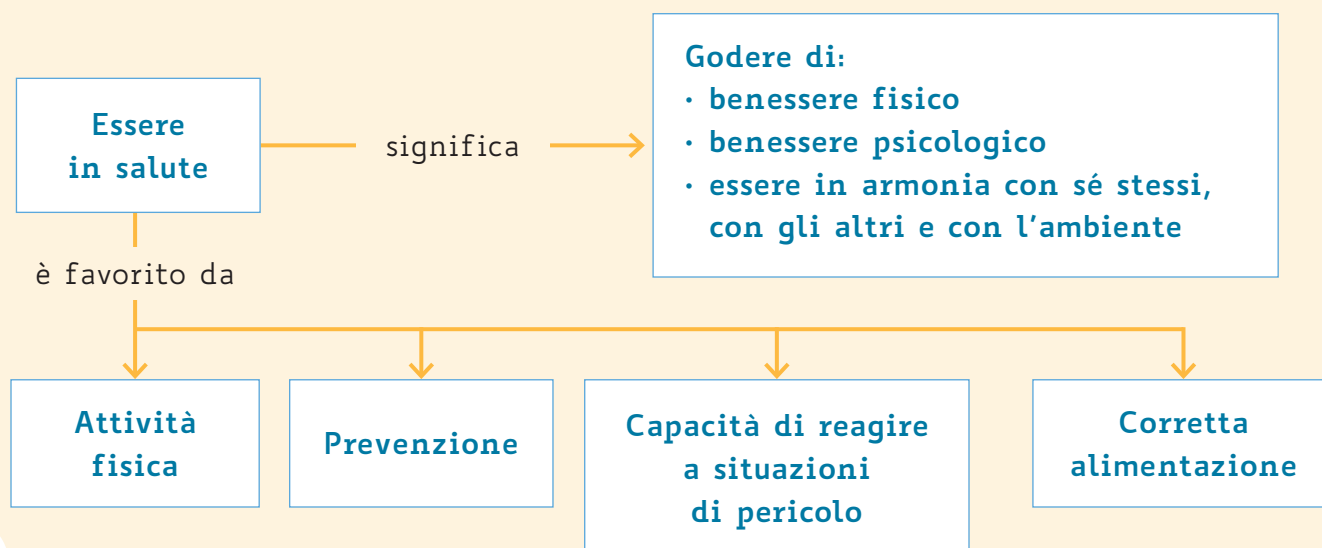 Essere
in salute
significa
Godere di:
· benessere fisico
· benessere psicologico
· essere in armonia con sé stessi,
con gli altri e con l'ambiente
è favorito da
Attività
fisica
Prevenzione
Capacità di reagire
a situazioni
di pericolo
Corretta
alimentazione